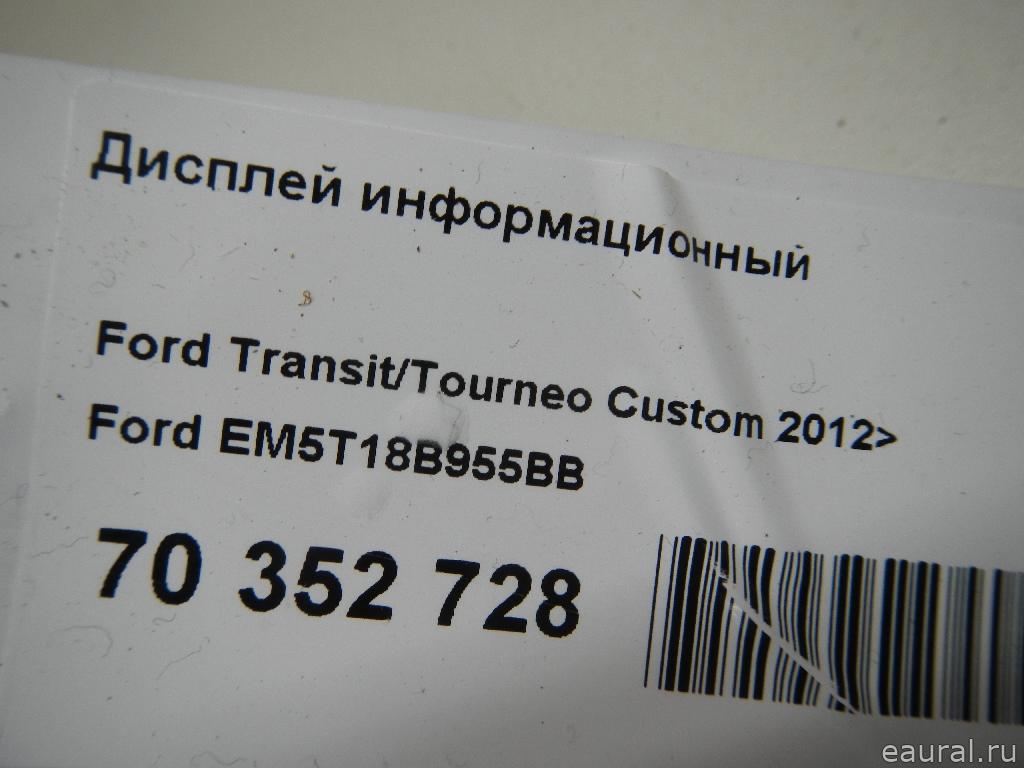 Дисплей информационный
Ford Transit/Tourneo Custom 2012>
Ford EM5T18B955BB
70 352 728
eaural.ru